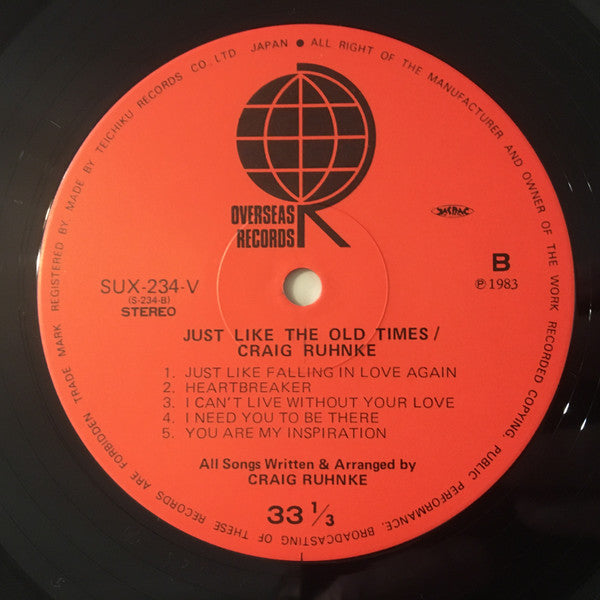 TRADE MARK REGISTERED BY MADE BY TEICHIKU RECORDS CO., LTD JAPAN ● ALL RIGHT OF THE MANUFACTURER AND OWNER OF THE WORK RECORDED COPYING, PUBLIC PERFORMANCE, BROADCASTING OF THESE RECORDS ARE FORBIDDEN
OVERSEAS
RECORDS
JASRAC
SUX-234-V
(S-234-B)
STEREO
B
℗ 1983
JUST LIKE THE OLD TIMES/
CRAIG RUHNKE
1. JUST LIKE FALLING IN LOVE AGAIN
2. HEARTBREAKER
3. I CAN'T LIVE WITHOUT YOUR LOVE
4. I NEED YOU TO BE THERE
5. YOU ARE MY INSPIRATION
All Songs Written & Arranged by
CRAIG RUHNKE
33 1/3